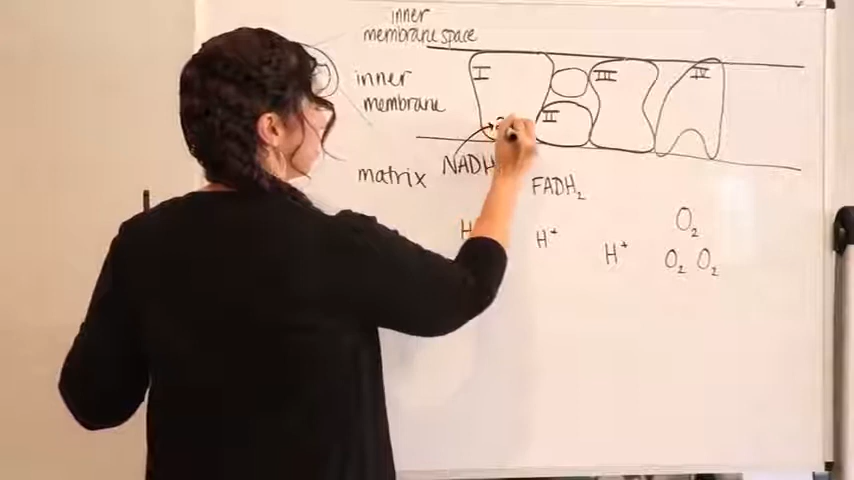 inner
membrane space
I
III
IV
inner
membrane
II
matrix
NADH
FADH₂
H⁺
H⁺
O₂
O₂ O₂